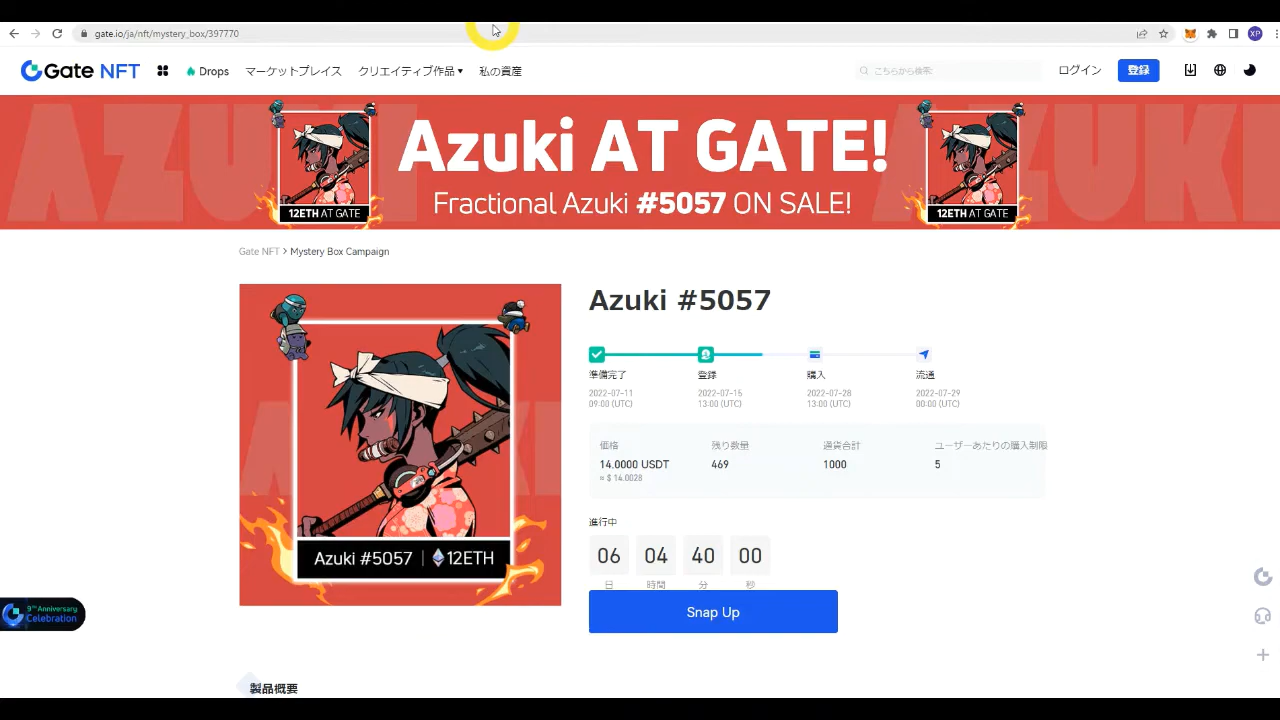 gate.io/ja/nft/mystery_box/397770
XP
Gate NFT
Drops
マーケットプレイス
クリエイティブ作品
私の資産
こちらから検索:
ログイン
登録
AZUKI
Azuki AT GATE!
Fractional Azuki #5057 ON SALE!
12ETH AT GATE
12ETH AT GATE
Gate NFT > Mystery Box Campaign
Azuki #5057
Azuki #5057 | 12ETH
準備完了
登録
購入
流通
2022-07-11
2022-07-15
2022-07-28
2022-07-29
09:00 (UTC)
13:00 (UTC)
13:00 (UTC)
00:00 (UTC)
価格
残り数量
通貨合計
ユーザーあたりの購入制限
14.0000 USDT
469
1000
5
≈ $ 14.0028
進行中
06
04
40
00
日
時間
分
秒
Snap Up
9th Anniversary
Celebration
製品概要